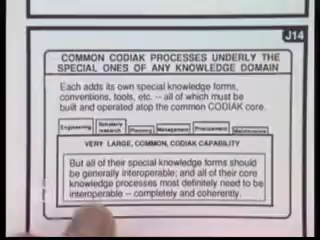 J14
COMMON CODIAK PROCESSES UNDERLY THE
SPECIAL ONES OF ANY KNOWLEDGE DOMAIN
Each adds its own special knowledge forms,
conventions, tools, etc. -- all of which must be
built and operated atop the common CODIAK core.
Engineering Scholarly research Planning Management Procurement Maintenance
VERY LARGE, COMMON, CODIAK CAPABILITY
But all of their special knowledge forms should
be generally interoperable; and all of their core
knowledge processes most definitely need to be
interoperable -- completely and coherently.